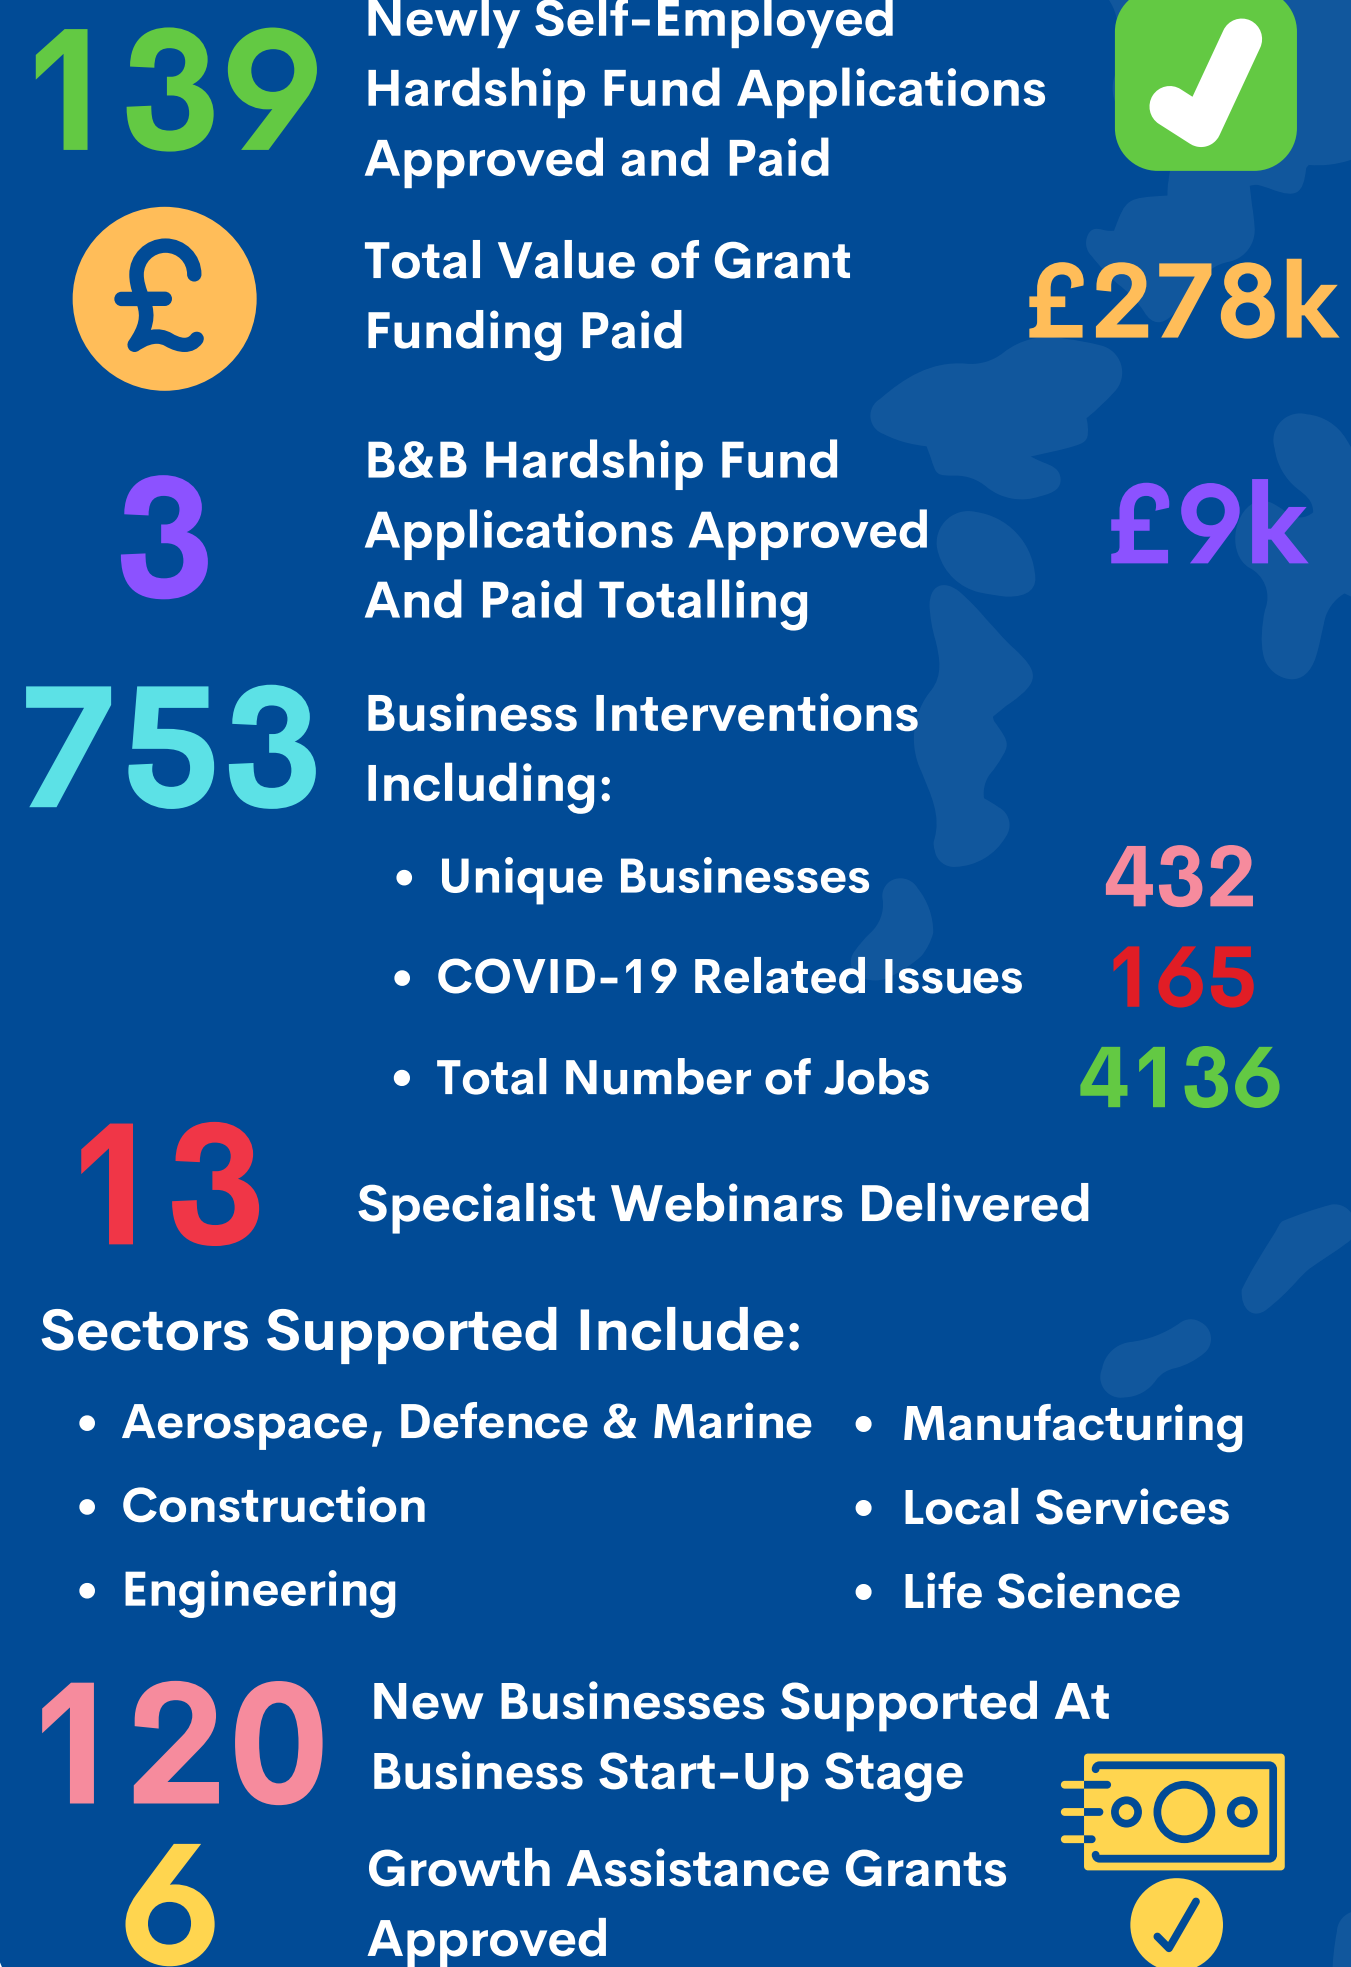 139
Newly Self-Employed
Hardship Fund Applications
Approved and Paid
£
Total Value of Grant
Funding Paid
£278k
3
B&B Hardship Fund
Applications Approved
And Paid Totalling
£9k
753
Business Interventions
Including:
• Unique Businesses 432
• COVID-19 Related Issues 165
• Total Number of Jobs 4136
13
Specialist Webinars Delivered
Sectors Supported Include:
• Aerospace, Defence & Marine
• Construction
• Engineering
• Manufacturing
• Local Services
• Life Science
120
New Businesses Supported At
Business Start-Up Stage
6
Growth Assistance Grants
Approved